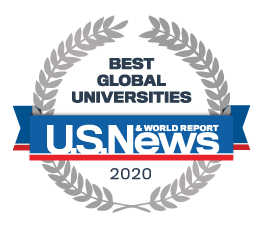 BEST
GLOBAL
UNIVERSITIES
U.S.News
& WORLD REPORT
2020